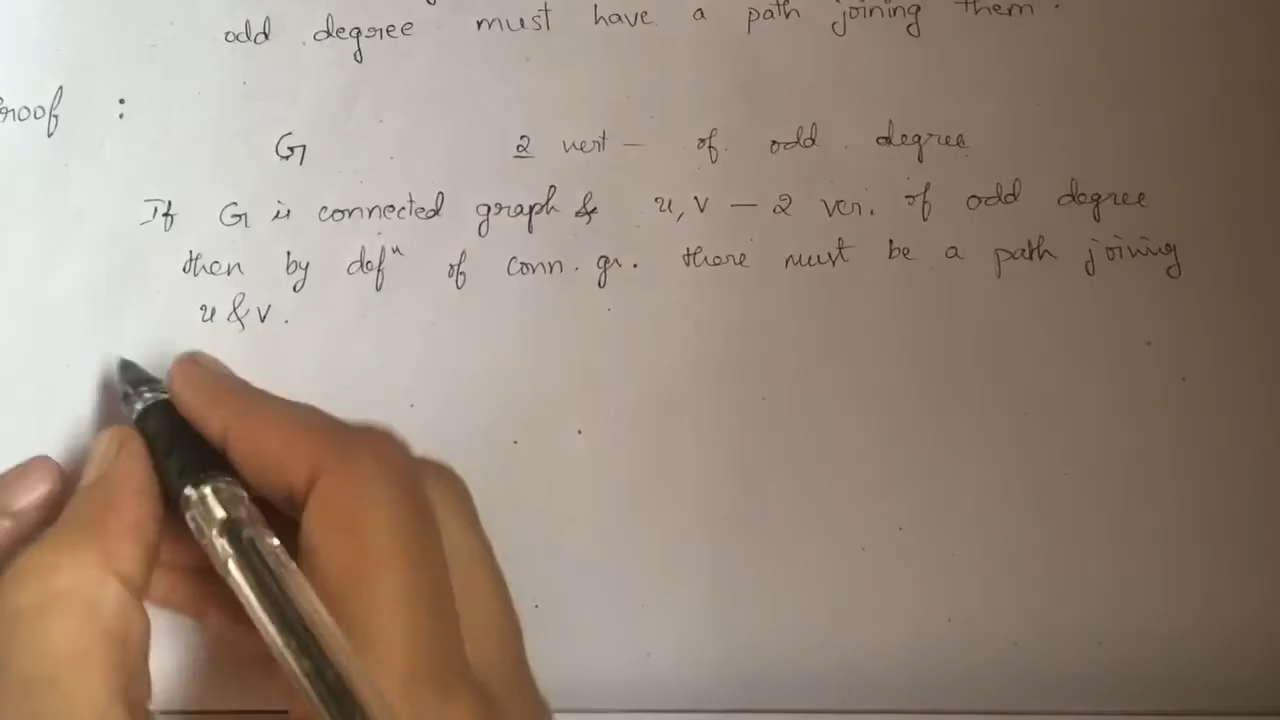 odd degree must have a path joining them.
roof :
G 2 vert - of odd degree
If G is connected graph & u, v - 2 ver. of odd degree
then by defⁿ of conn. gr. there must be a path joining
u & v.